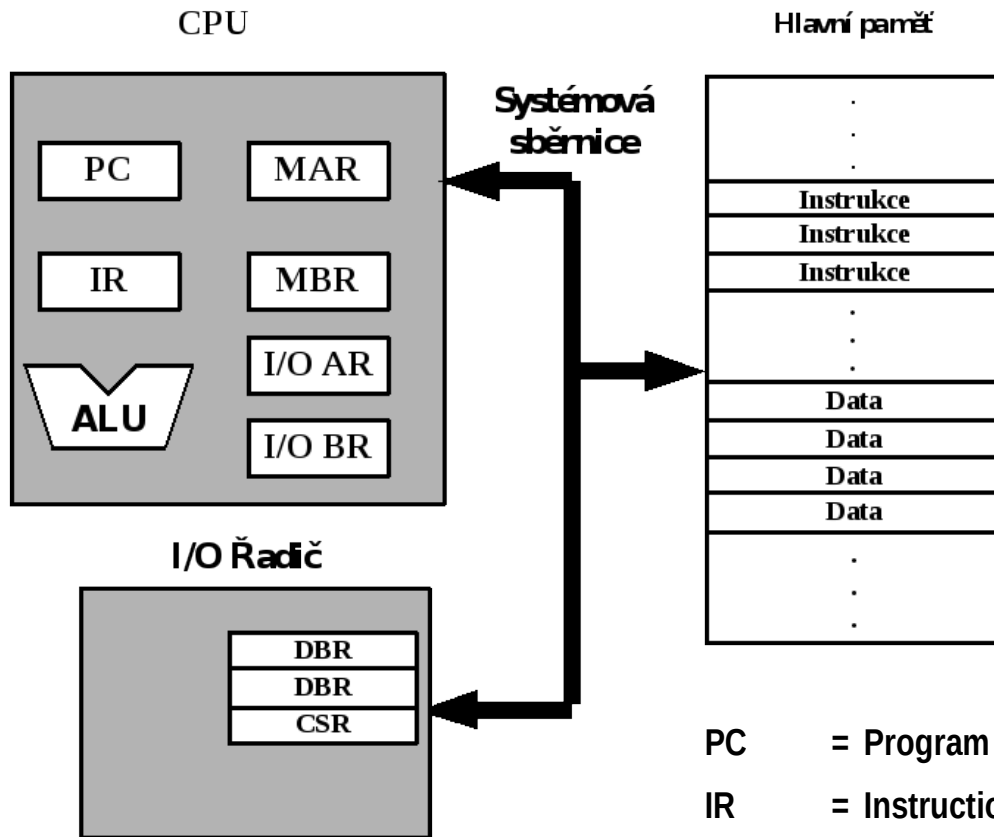 CPU
PC
MAR
IR
MBR
I/O AR
ALU
I/O BR
Systémová
sběrnice
Hlavní paměť
.
.
.
Instrukce
Instrukce
Instrukce
.
.
.
Data
Data
Data
Data
.
.
.
I/O Řadič
DBR
DBR
CSR
PC = Program
IR = Instructio